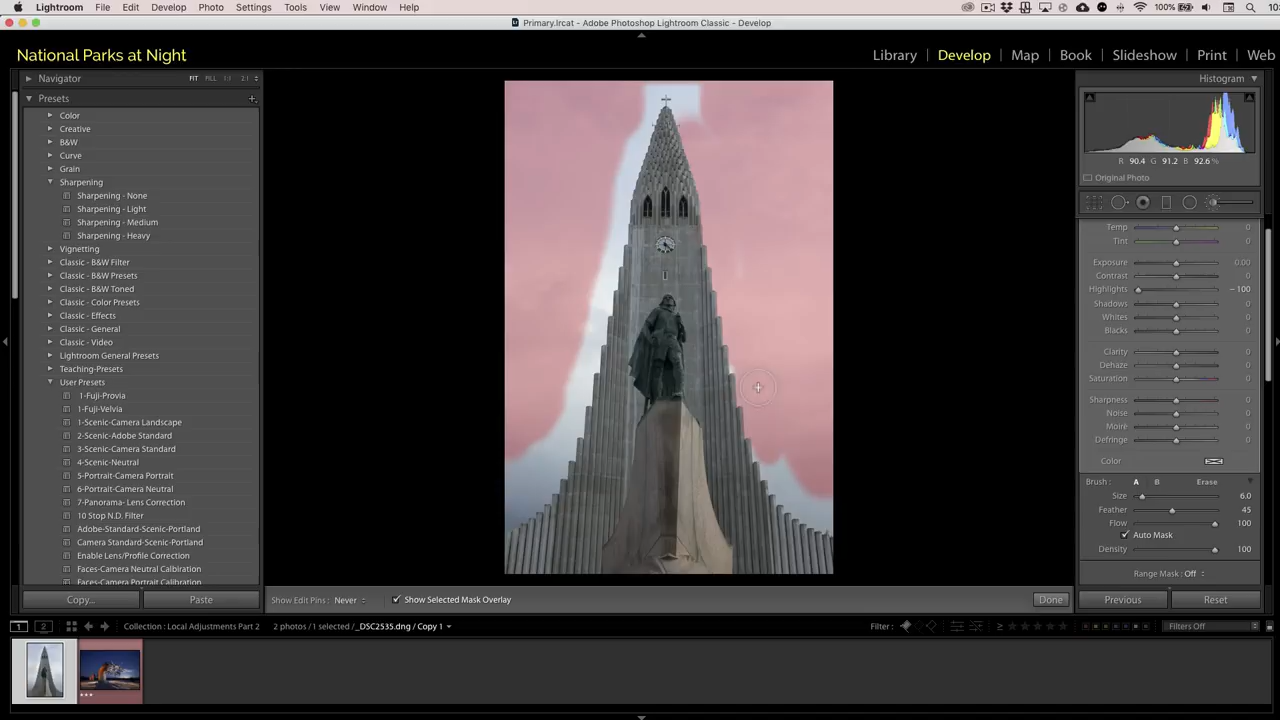 Lightroom File Edit Develop Photo Settings Tools View Window Help 100% 10:
Primary.lrcat - Adobe Photoshop Lightroom Classic - Develop
National Parks at Night
Library Develop Map Book Slideshow Print Web
Navigator FIT FILL 1:1 2:1
Histogram
Presets
Color
Creative
B&W
Curve
Grain
Sharpening
Sharpening - None
Sharpening - Light
Sharpening - Medium
Sharpening - Heavy
Vignetting
Classic - B&W Filter
Classic - B&W Presets
Classic - B&W Toned
Classic - Color Presets
Classic - Effects
Classic - General
Classic - Video
Lightroom General Presets
Teaching-Presets
User Presets
1-Fuji-Provia
1-Fuji-Velvia
1-Scenic-Camera Landscape
2-Scenic-Adobe Standard
3-Scenic-Camera Standard
4-Scenic-Neutral
5-Portrait-Camera Portrait
6-Portrait-Camera Neutral
7-Panorama- Lens Correction
10 Stop N.D. Filter
Adobe-Standard-Scenic-Portland
Camera Standard-Scenic-Portland
Enable Lens/Profile Correction
Faces-Camera Neutral Calibration
Faces-Camera Portrait Calibration
R 90.4 G 91.2 B 92.6 %
Original Photo
Temp 0
Tint 0
Exposure 0.00
Contrast 0
Highlights – 100
Shadows 0
Whites 0
Blacks 0
Clarity 0
Dehaze 0
Saturation 0
Sharpness 0
Noise 0
Moiré 0
Defringe 0
Color
Brush: A B Erase
Size 6.0
Feather 45
Flow 100
Auto Mask
Density 100
Range Mask: Off
Copy... Paste
Show Edit Pins: Never Show Selected Mask Overlay Done
Previous Reset
1 2 Collection : Local Adjustments Part 2 2 photos / 1 selected / _DSC2535.dng / Copy 1 Filter : ≥ Filters Off